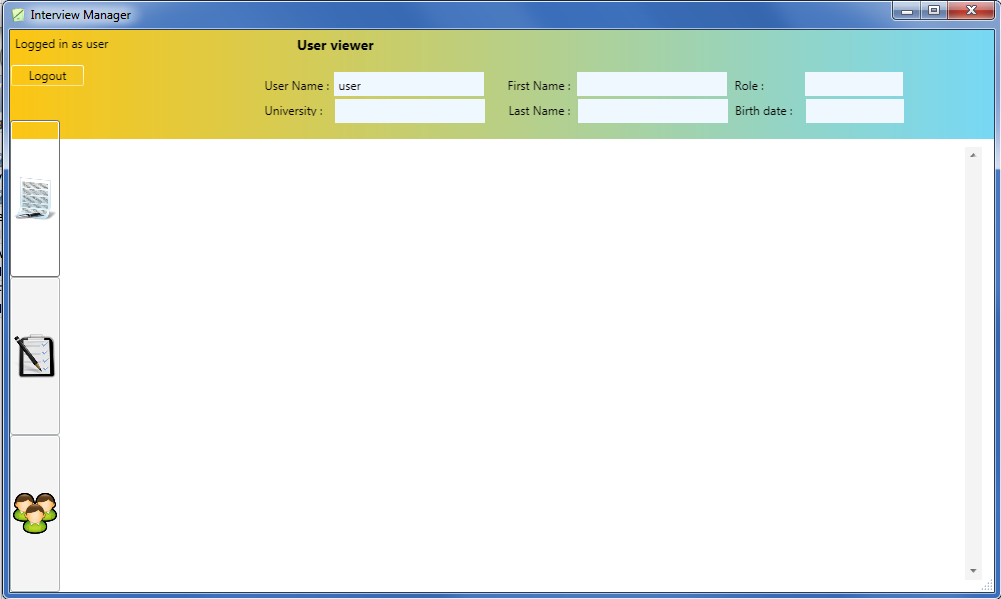 Interview Manager
Logged in as user
User viewer
Logout
User Name : user First Name : Role :
University : Last Name : Birth date :